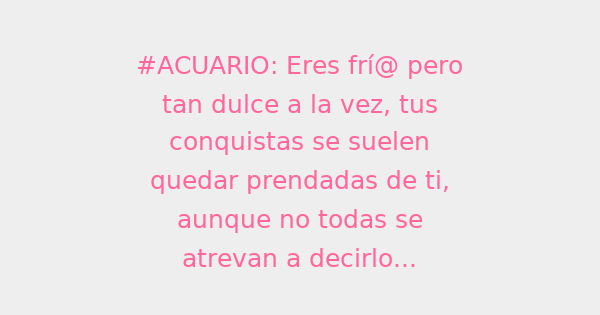 #ACUARIO: Eres frí@ pero
tan dulce a la vez, tus
conquistas se suelen
quedar prendadas de ti,
aunque no todas se
atrevan a decirlo...